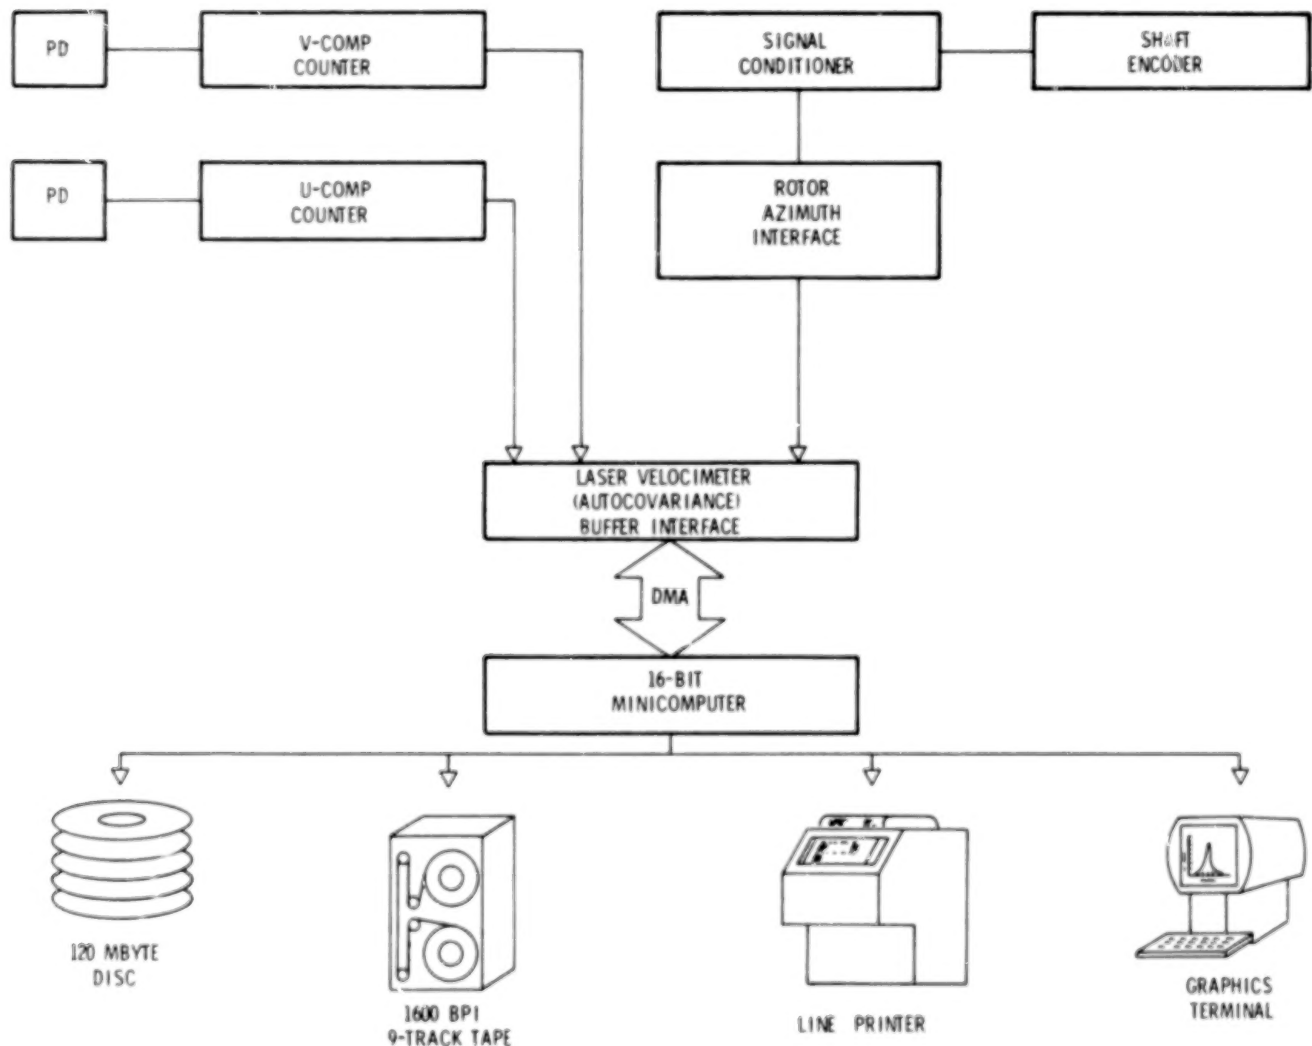 PD
V-COMP
COUNTER
SIGNAL
CONDITIONER
SHAFT
ENCODER
PD
U-COMP
COUNTER
ROTOR
AZIMUTH
INTERFACE
LASER VELOCIMETER
(AUTOCOVARIANCE)
BUFFER INTERFACE
DMA
16-BIT
MINICOMPUTER
120 MBYTE
DISC
1600 BPI
9-TRACK TAPE
LINE PRINTER
GRAPHICS
TERMINAL